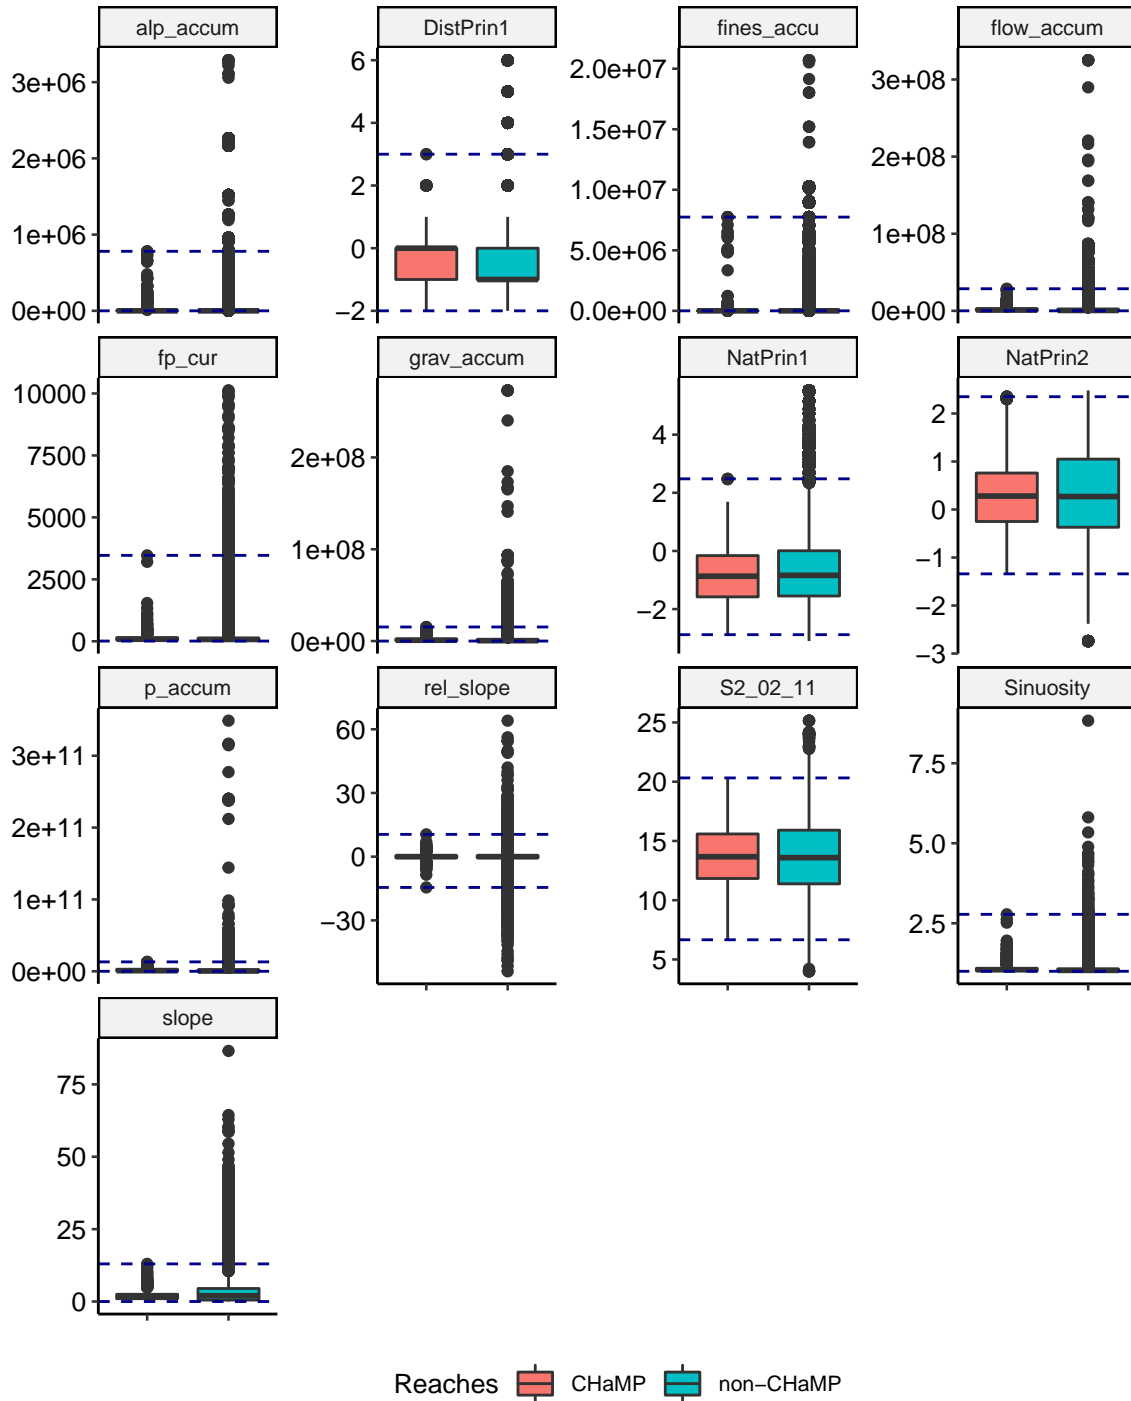 alp_accum DistPrin1 fines_accu flow_accum
3e+06
2e+06
1e+06
0e+00
6
4
2
0
−2
2.0e+07
1.5e+07
1.0e+07
5.0e+06
0.0e+00
3e+08
2e+08
1e+08
0e+00
fp_cur grav_accum NatPrin1 NatPrin2
10000
7500
5000
2500
0
2e+08
1e+08
0e+00
4
2
0
−2
2
1
0
−1
−2
−3
p_accum rel_slope S2_02_11 Sinuosity
3e+11
2e+11
1e+11
0e+00
60
30
0
−30
25
20
15
10
5
7.5
5.0
2.5
slope
75
50
25
0
Reaches CHaMP non−CHaMP